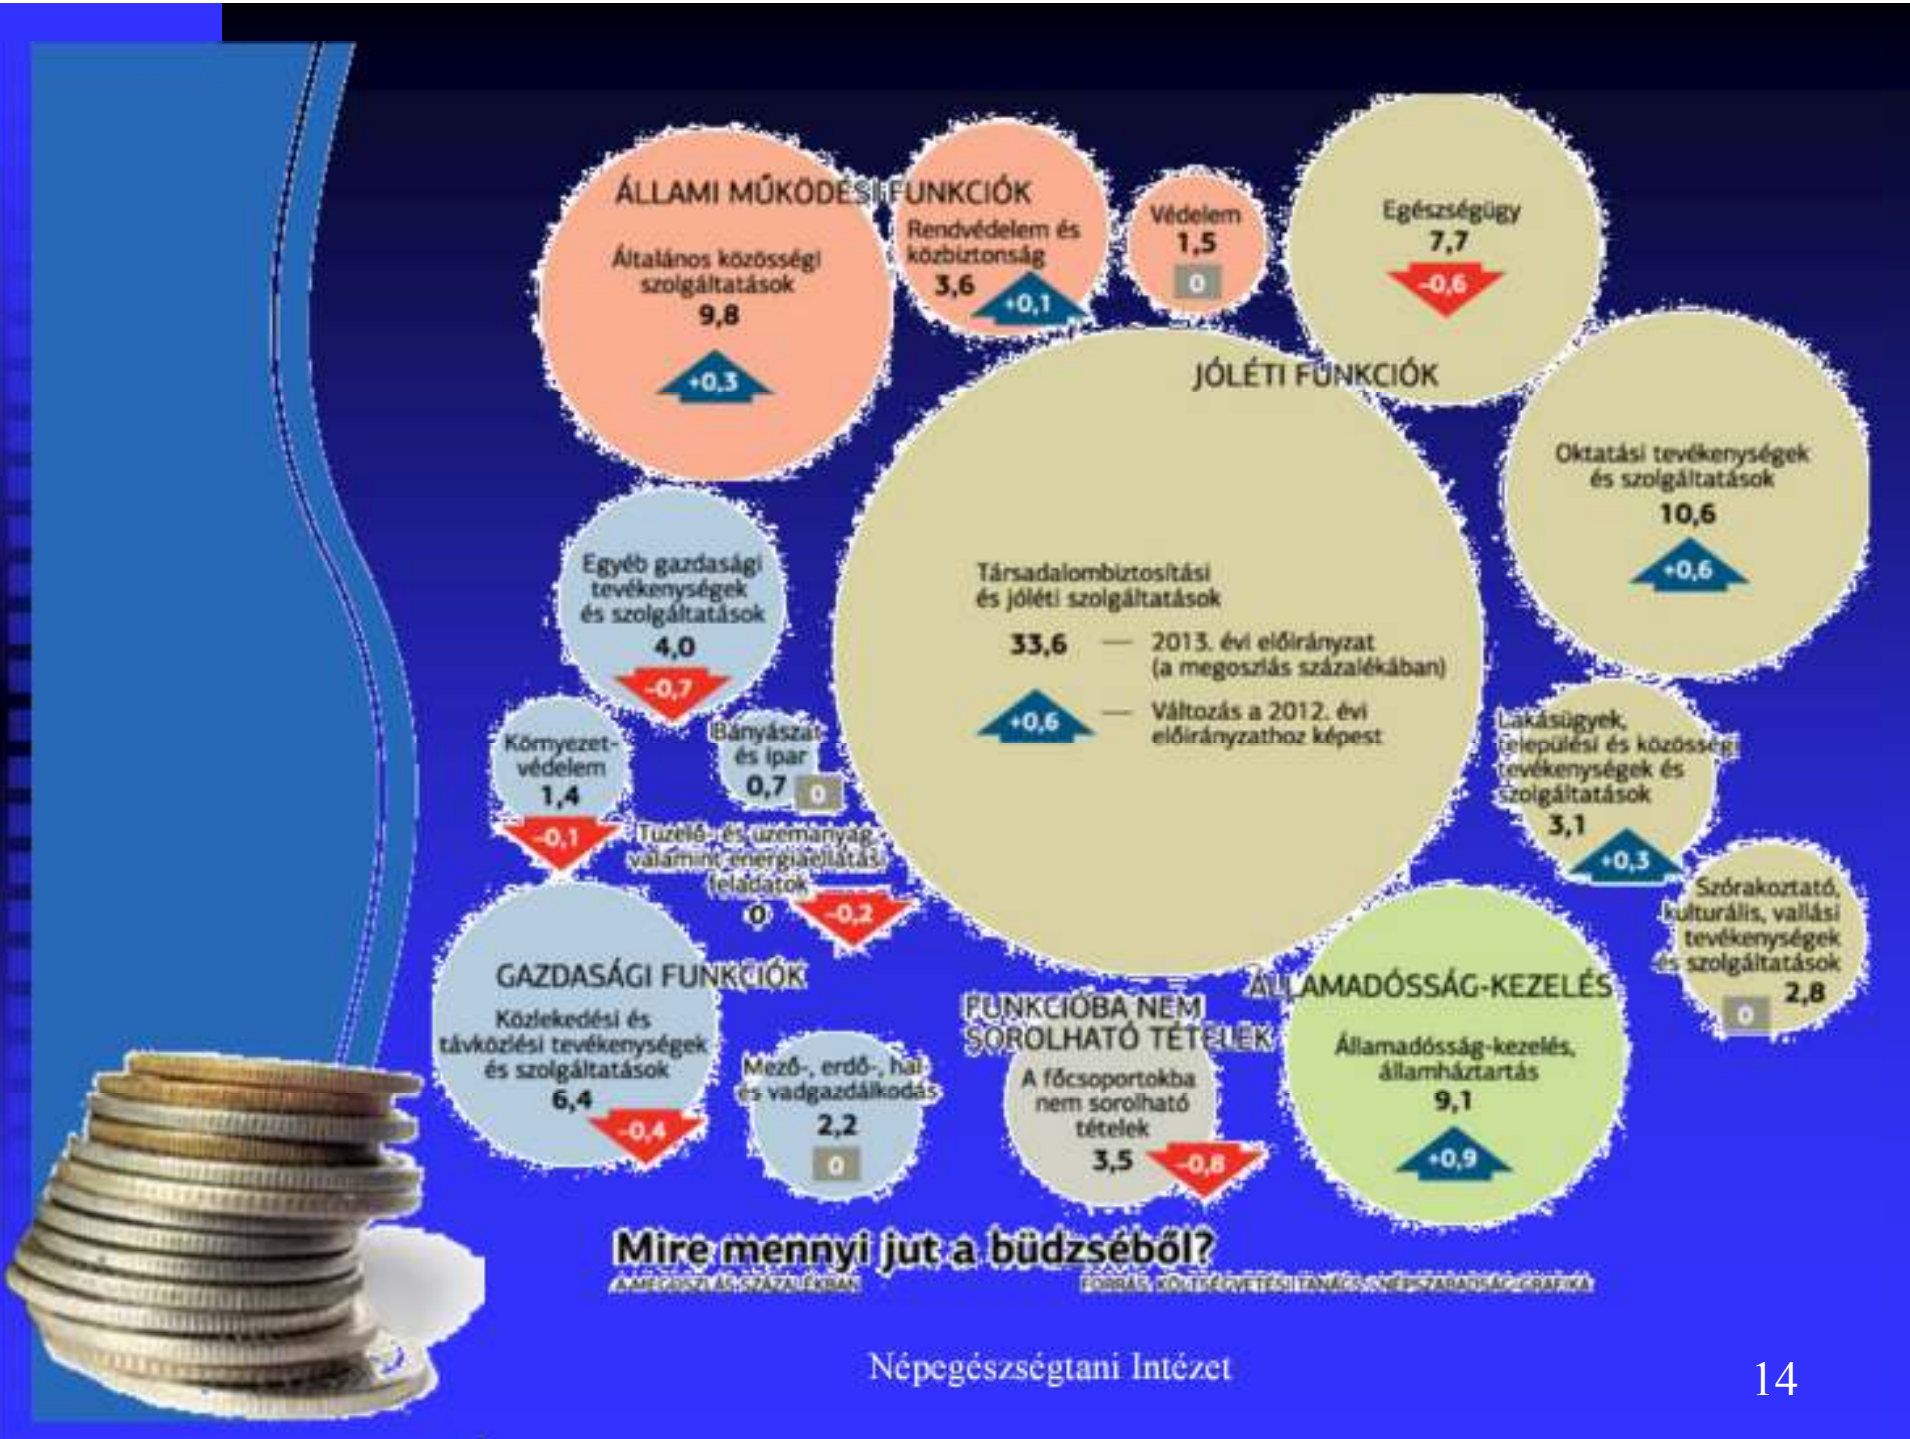 ÁLLAMI MŰKÖDÉSI FUNKCIÓK
Általános közösségi
szolgáltatások
9,8
+0,3
Rendvédelem és
közbiztonság
3,6
+0,1
Védelem
1,5
0
Egészségügy
7,7
-0,6
JÓLÉTI FUNKCIÓK
Oktatási tevékenységek
és szolgáltatások
10,6
+0,6
Társadalombiztosítási
és jóléti szolgáltatások
33,6 — 2013. évi előirányzat
(a megoszlás százalékában)
+0,6 — Változás a 2012. évi
előirányzathoz képest
Egyéb gazdasági
tevékenységek
és szolgáltatások
4,0
-0,7
Környezet-
védelem
1,4
-0,1
Bányászat
és ipar
0,7
0
Tüzelő- és üzemanyag,
valamint energiaellátási
feladatok
0
-0,2
Lakásügyek,
települési és közösségi
tevékenységek és
szolgáltatások
3,1
+0,3
Szórakoztató,
kulturális, vallási
tevékenységek
és szolgáltatások
2,8
0
GAZDASÁGI FUNKCIÓK
Közlekedési és
távközlési tevékenységek
és szolgáltatások
6,4
-0,4
Mező-, erdő-, hal-
és vadgazdálkodás
2,2
0
FUNKCIÓBA NEM
SOROLHATÓ TÉTELEK
A főcsoportokba
nem sorolható
tételek
3,5
-0,8
ÁLLAMADÓSSÁG-KEZELÉS
Államadósság-kezelés,
államháztartás
9,1
+0,9
Mire mennyi jut a büdzséből?
A MEGOSZLÁS SZÁZALÉKBAN
FORRÁS: KÖLTSÉGVETÉSI TANÁCS NÉPSZABADSÁG-GRAFIKA
Népegészségtani Intézet
14